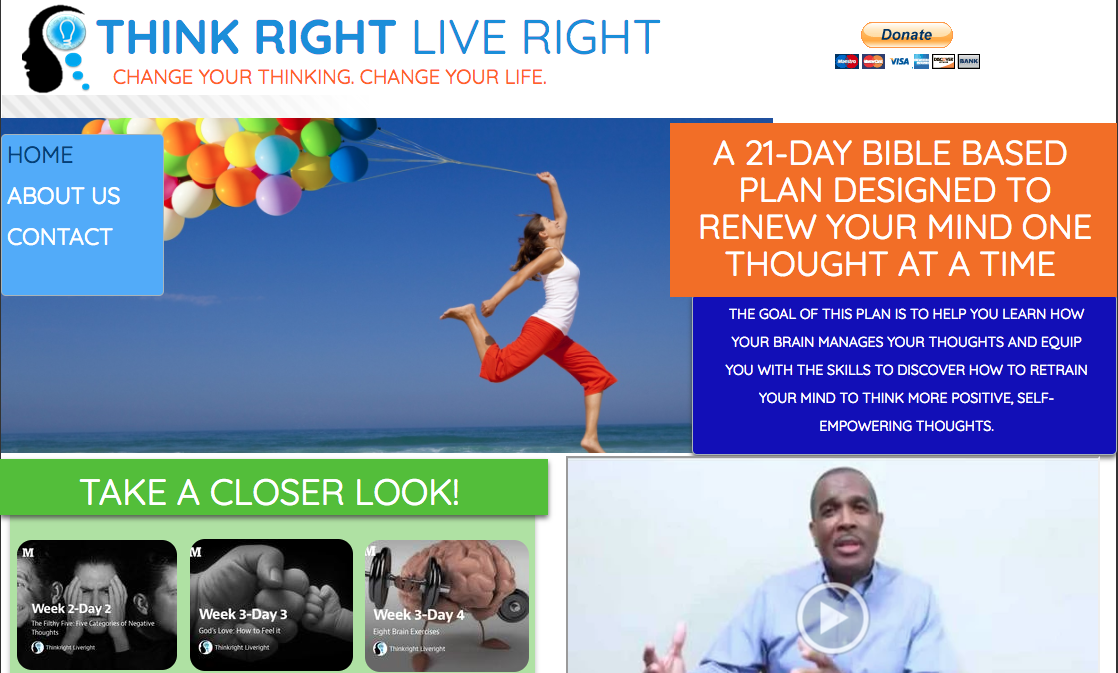 THINK RIGHT LIVE RIGHT
CHANGE YOUR THINKING. CHANGE YOUR LIFE.
Donate
Maestro MasterCard VISA DISCOVER BANK
HOME
ABOUT US
CONTACT
A 21-DAY BIBLE BASED
PLAN DESIGNED TO
RENEW YOUR MIND ONE
THOUGHT AT A TIME
THE GOAL OF THIS PLAN IS TO HELP YOU LEARN HOW
YOUR BRAIN MANAGES YOUR THOUGHTS AND EQUIP
YOU WITH THE SKILLS TO DISCOVER HOW TO RETRAIN
YOUR MIND TO THINK MORE POSITIVE, SELF-
EMPOWERING THOUGHTS.
TAKE A CLOSER LOOK!
M
Week 2-Day 2
The Filthy Five: Five Categories of Negative
Thoughts
Thinkright Liveright
M
Week 3-Day 3
God's Love: How to Feel it
Thinkright Liveright
M
Week 3-Day 4
Eight Brain Exercises
Thinkright Liveright